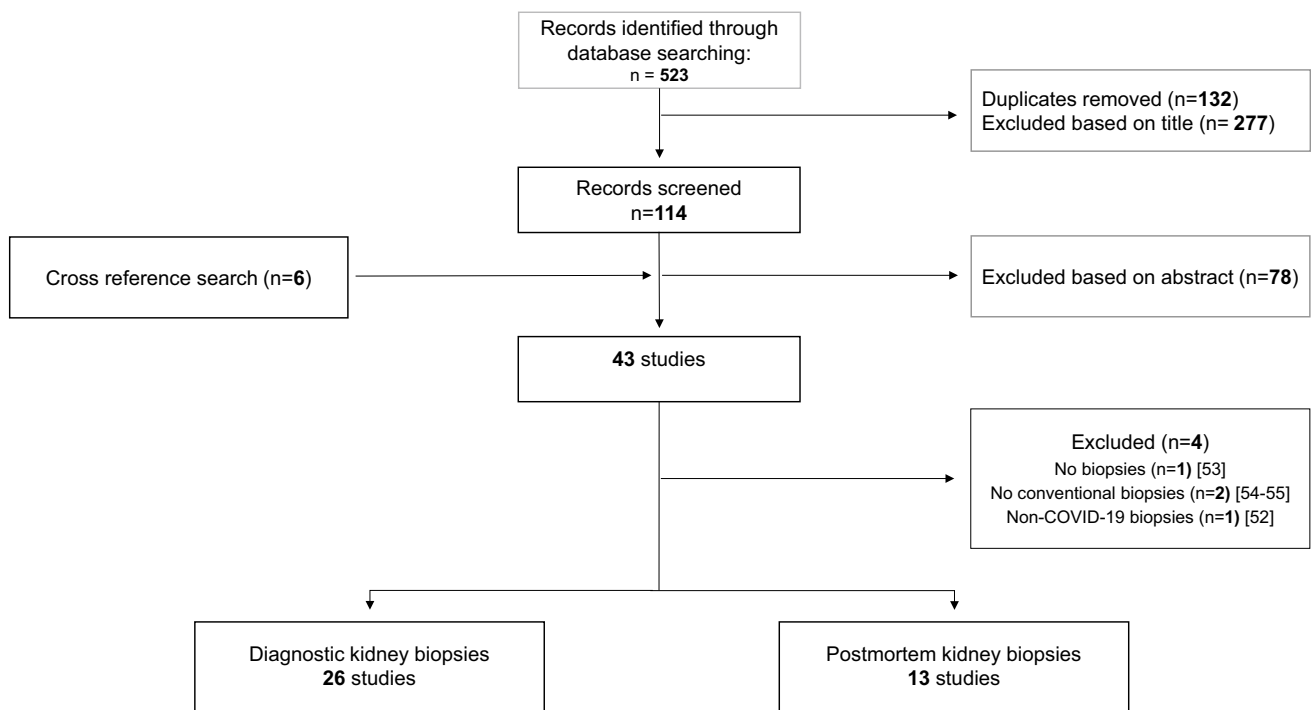 Records identified through
database searching:
n = 523
Duplicates removed (n=132)
Excluded based on title (n= 277)
Records screened
n=114
Cross reference search (n=6)
Excluded based on abstract (n=78)
43 studies
Excluded (n=4)
No biopsies (n=1) [53]
No conventional biopsies (n=2) [54-55]
Non-COVID-19 biopsies (n=1) [52]
Diagnostic kidney biopsies
26 studies
Postmortem kidney biopsies
13 studies